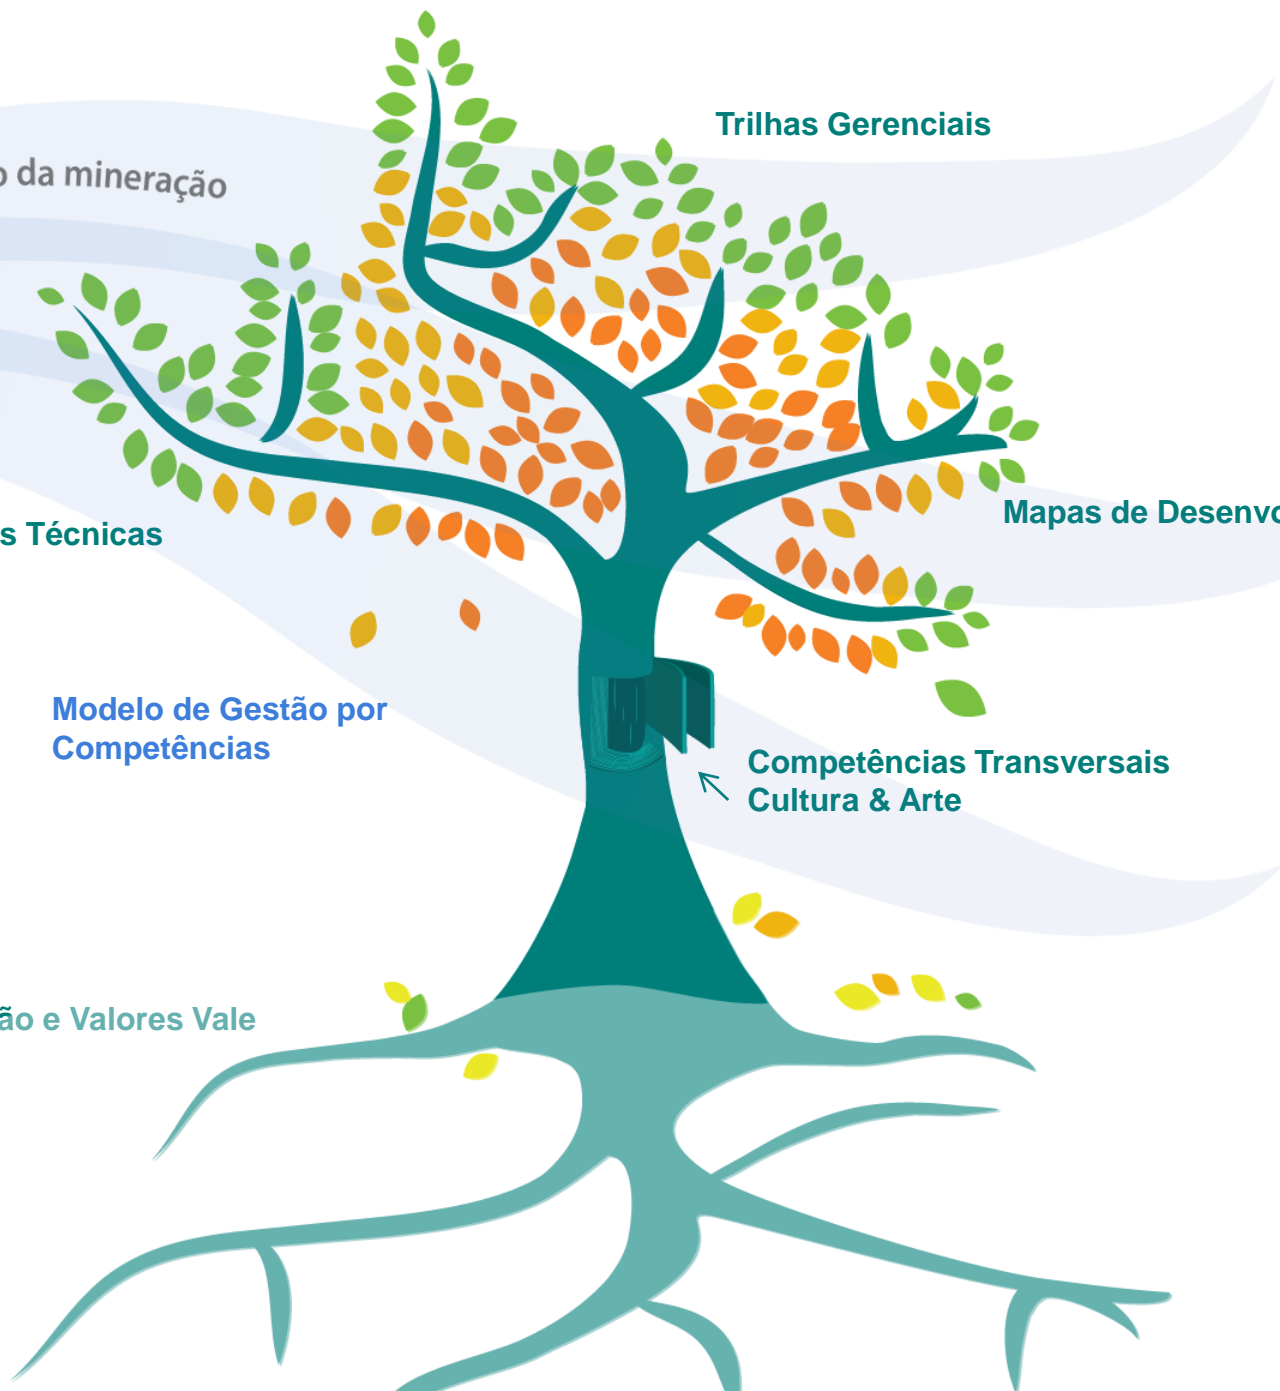 Trilhas Gerenciais
o da mineração
Mapas de Desenvo
s Técnicas
Modelo de Gestão por
Competências
Competências Transversais
Cultura & Arte
ão e Valores Vale